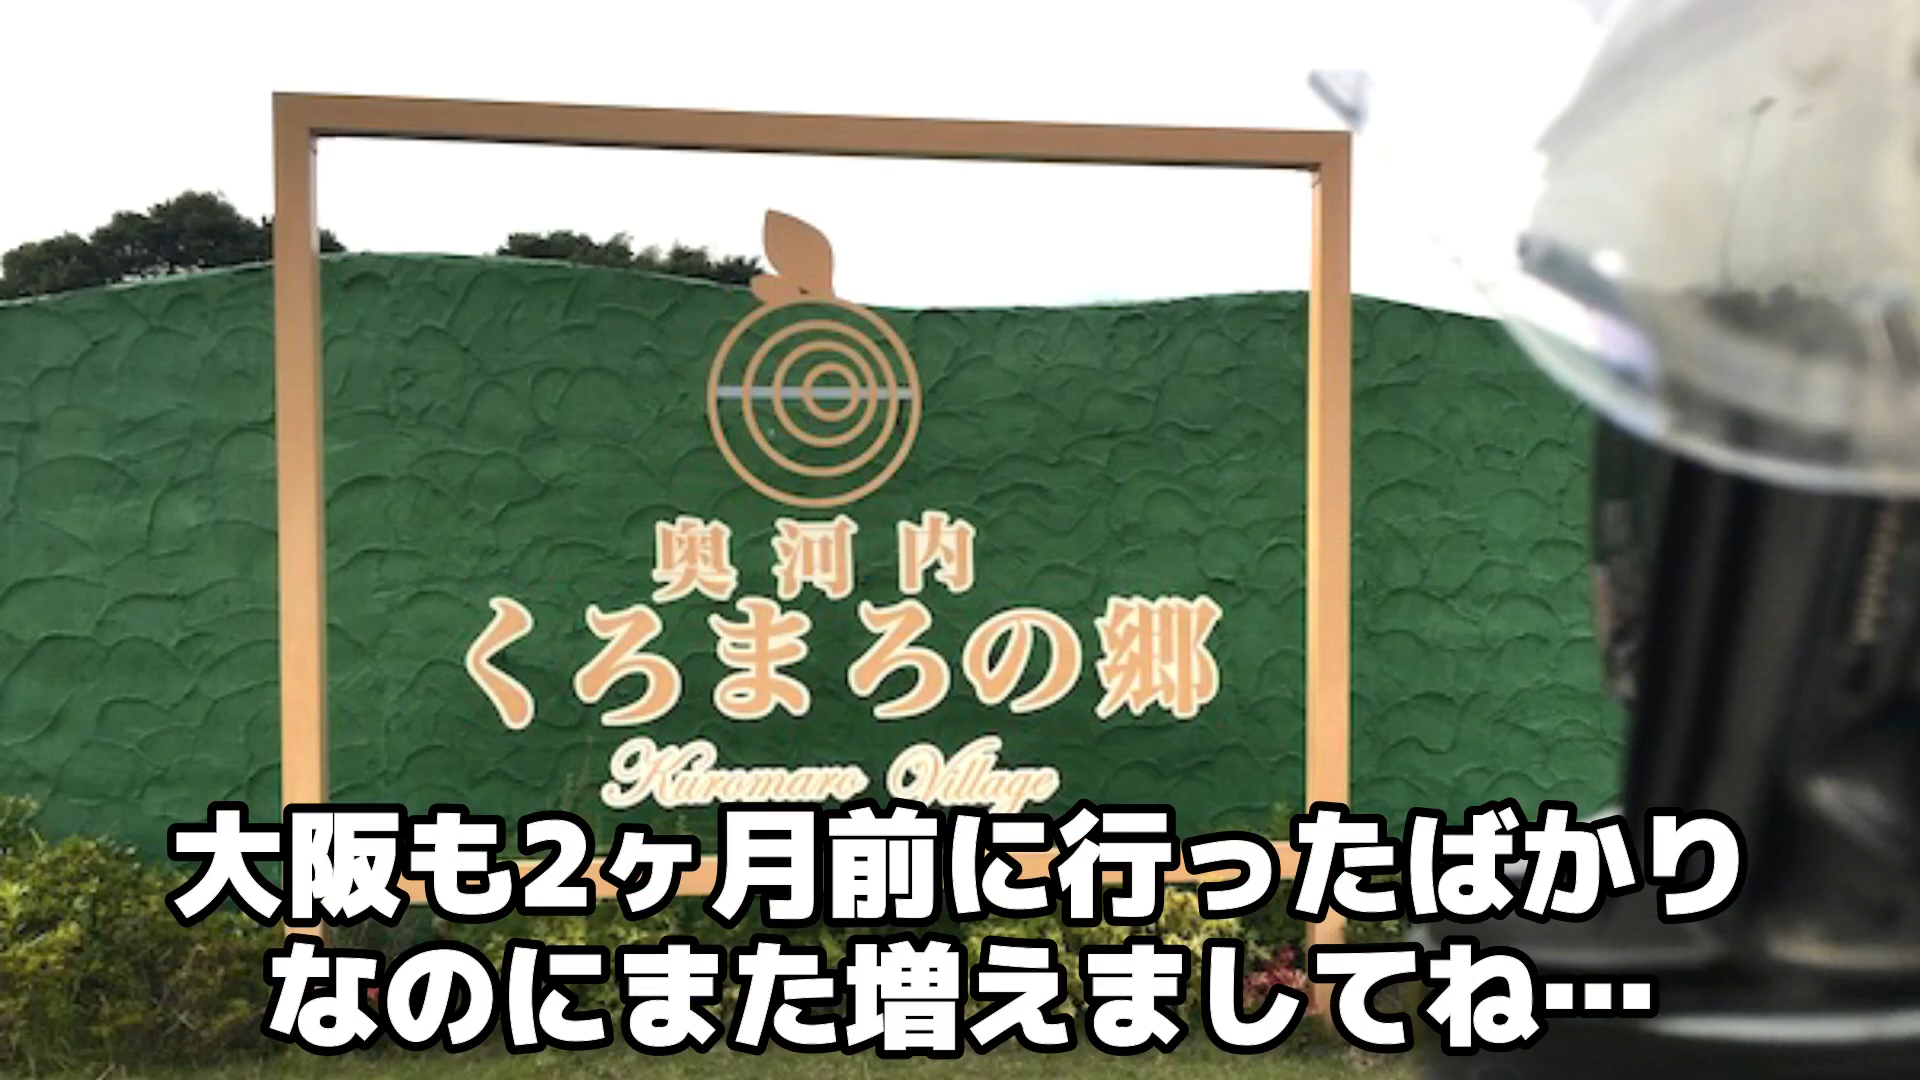 奥河内
くろまろの郷
Kuromaro Village
大阪も2ヶ月前に行ったばかり
なのにまた増えましてね…